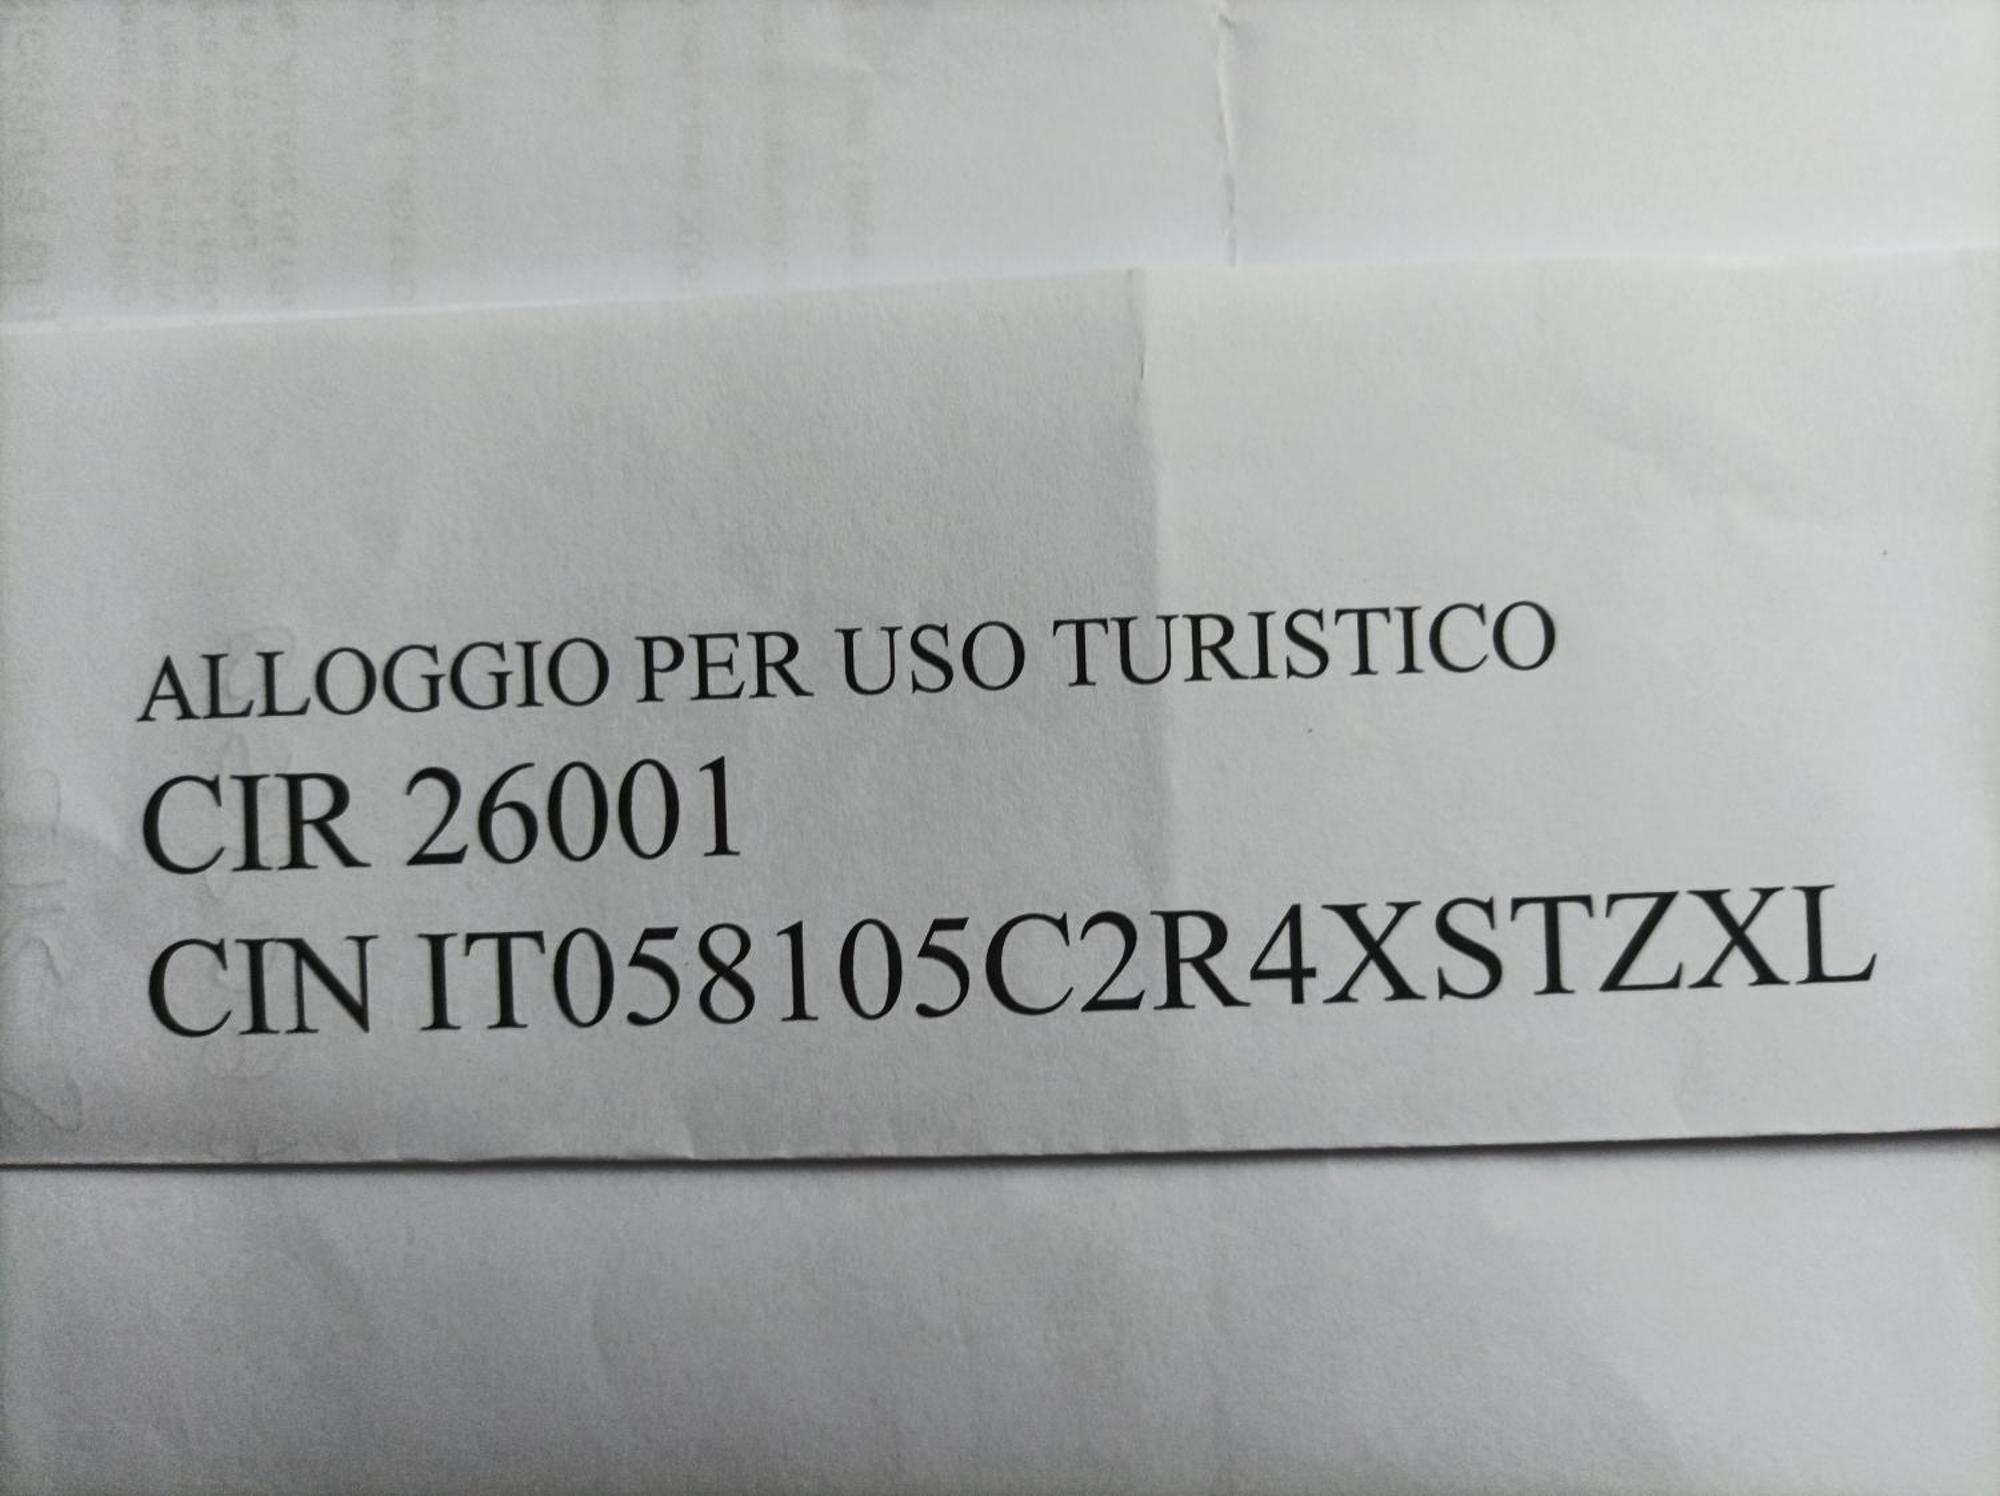 ALLOGGIO PER USO TURISTICO
CIR 26001
CIN IT058105C2R4XSTZXL